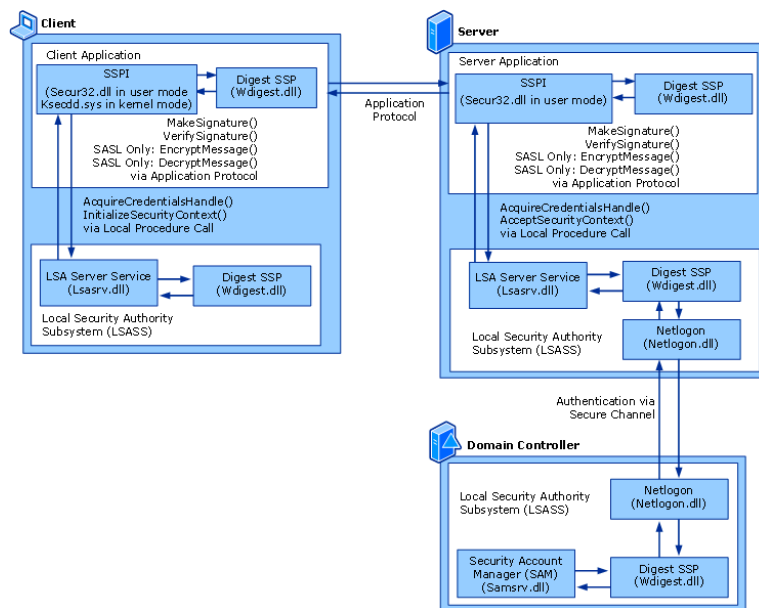 Client
Client Application
SSPI
(Secur32.dll in user mode
Ksecdd.sys in kernel mode)
Digest SSP
(Wdigest.dll)
MakeSignature()
VerifySignature()
SASL Only: EncryptMessage()
SASL Only: DecryptMessage()
via Application Protocol
AcquireCredentialsHandle()
InitializeSecurityContext()
via Local Procedure Call
LSA Server Service
(Lsasrv.dll)
Digest SSP
(Wdigest.dll)
Local Security Authority
Subsystem (LSASS)
Application
Protocol
Server
Server Application
SSPI
(Secur32.dll in user mode)
Digest SSP
(Wdigest.dll)
MakeSignature()
VerifySignature()
SASL Only: EncryptMessage()
SASL Only: DecryptMessage()
via Application Protocol
AcquireCredentialsHandle()
AcceptSecurityContext()
via Local Procedure Call
LSA Server Service
(Lsasrv.dll)
Digest SSP
(Wdigest.dll)
Local Security Authority
Subsystem (LSASS)
Netlogon
(Netlogon.dll)
Authentication via
Secure Channel
Domain Controller
Local Security Authority
Subsystem (LSASS)
Netlogon
(Netlogon.dll)
Security Account
Manager (SAM)
(Samsrv.dll)
Digest SSP
(Wdigest.dll)